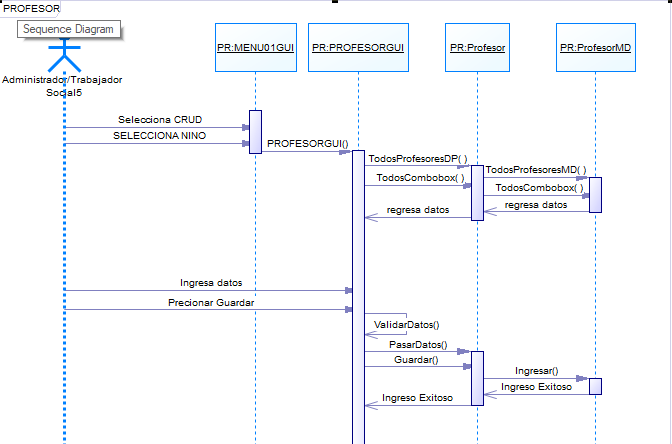 PROFESOR
Sequence Diagram
PR:MENU01GUI
PR:PROFESORGUI
PR:Profesor
PR:ProfesorMD
Administrador/Trabajador
Social5
Selecciona CRUD
SELECCIONA NINO
PROFESORGUI()
TodosProfesoresDP( )
TodosProfesoresMD( )
TodosCombobox( )
TodosCombobox( )
regresa datos
regresa datos
Ingresa datos
Precionar Guardar
ValidarDatos()
PasarDatos()
Guardar()
Ingresar()
Ingreso Exitoso
Ingreso Exitoso